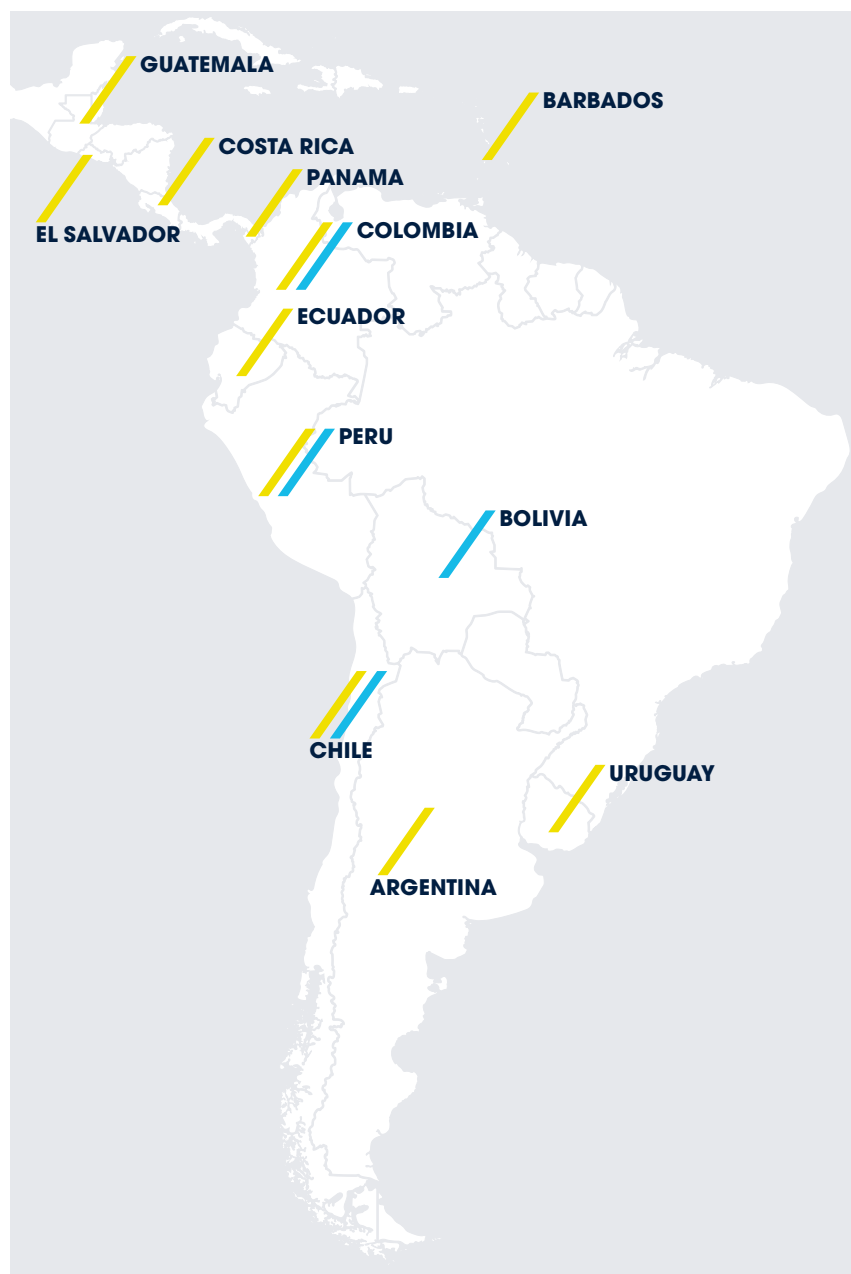 GUATEMALA
BARBADOS
COSTA RICA
PANAMA
EL SALVADOR
COLOMBIA
ECUADOR
PERU
BOLIVIA
CHILE
URUGUAY
ARGENTINA